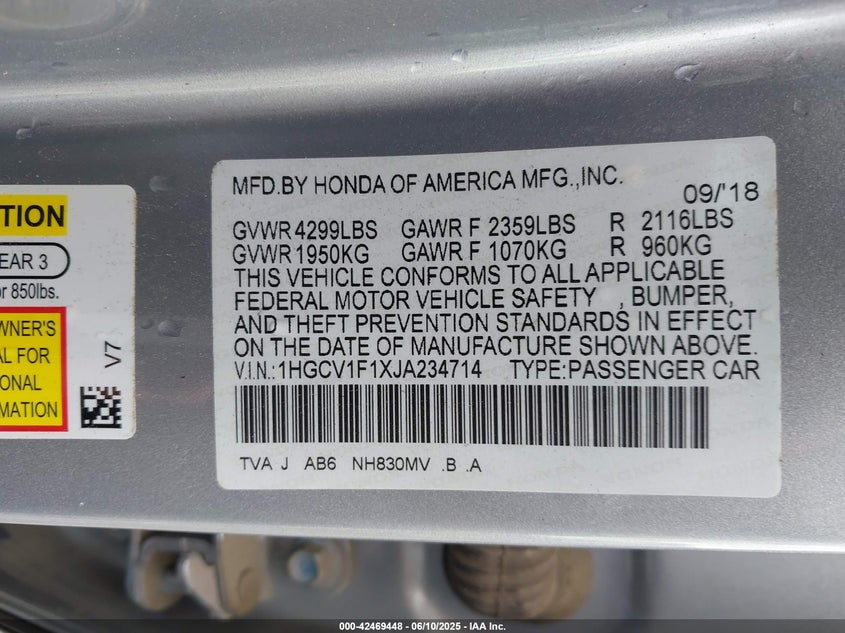 TION
EAR 3
or 850lbs.
WNER'S
AL FOR
ONAL
MATION
V7
MFD.BY HONDA OF AMERICA MFG.,INC.
09/'18
GVWR 4299LBS GAWR F 2359LBS R 2116LBS
GVWR 1950KG GAWR F 1070KG R 960KG
THIS VEHICLE CONFORMS TO ALL APPLICABLE
FEDERAL MOTOR VEHICLE SAFETY , BUMPER,
AND THEFT PREVENTION STANDARDS IN EFFECT
ON THE DATE OF MANUFACTURE SHOWN ABOVE.
V.I.N.:1HGCV1F1XJA234714 TYPE:PASSENGER CAR
TVA J AB6 NH830MV .B .A
000-42469448 - 06/10/2025 - IAA Inc.